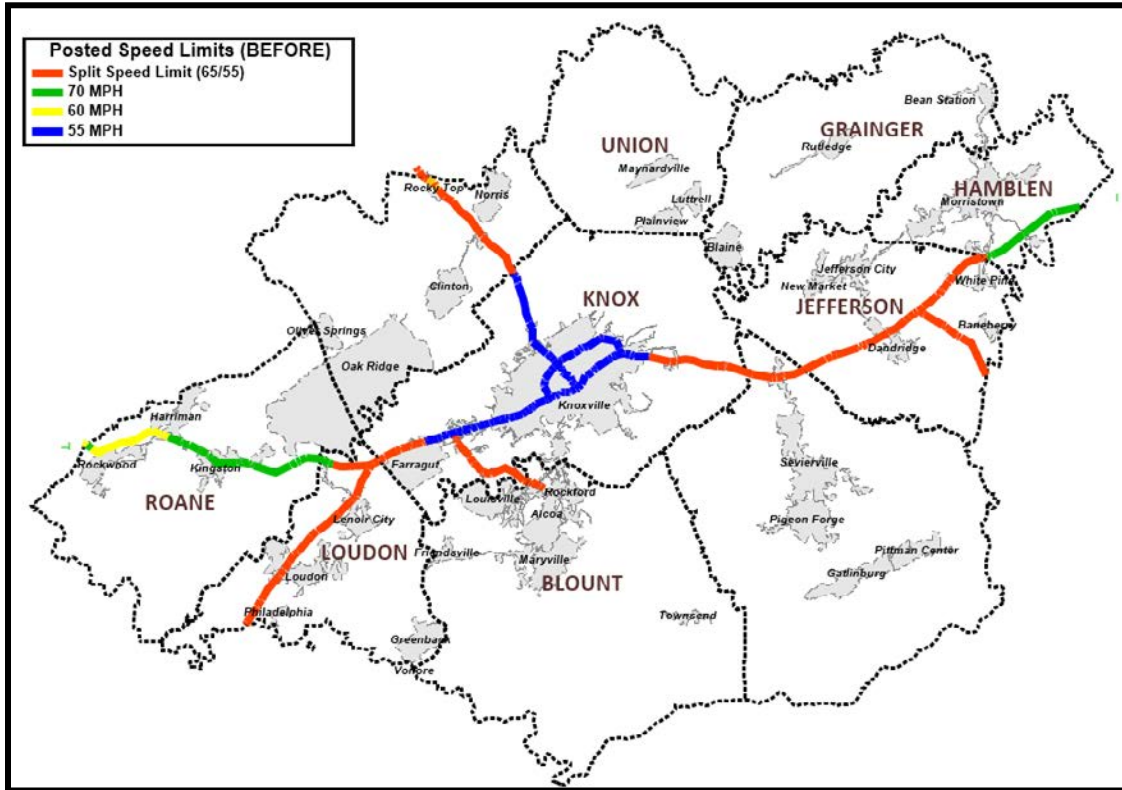 Posted Speed Limits (BEFORE)
Split Speed Limit (65/55)
70 MPH
60 MPH
55 MPH
Bean Station
GRAINGER
UNION
Rutledge
Maynardville
Rocky Top
Norris
HAMBLEN
Luttrell
Morristown
Plainview
Blaine
Jefferson City
Clinton
New Market
White Pine
KNOX
JEFFERSON
Baneberry
Oliver Springs
Dandridge
Oak Ridge
Knoxville
Harriman
Rockwood
Kingston
Farragut
Sevierville
ROANE
Louisville
Rockford
Alcoa
Lenoir City
Pigeon Forge
LOUDON
Friendsville
Maryville
Pittman Center
Loudon
BLOUNT
Gatlinburg
Philadelphia
Townsend
Greenback
Vonore